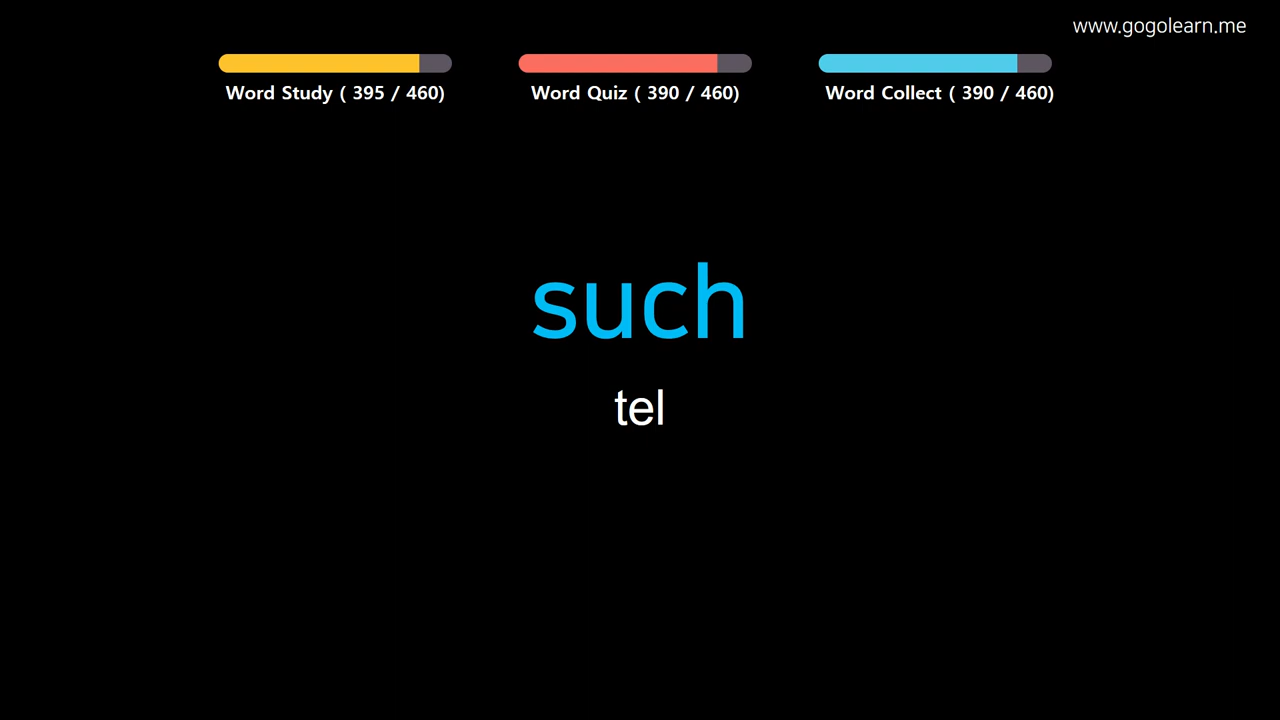 www.gogolearn.me
Word Study ( 395 / 460)
Word Quiz ( 390 / 460)
Word Collect ( 390 / 460)
such
tel